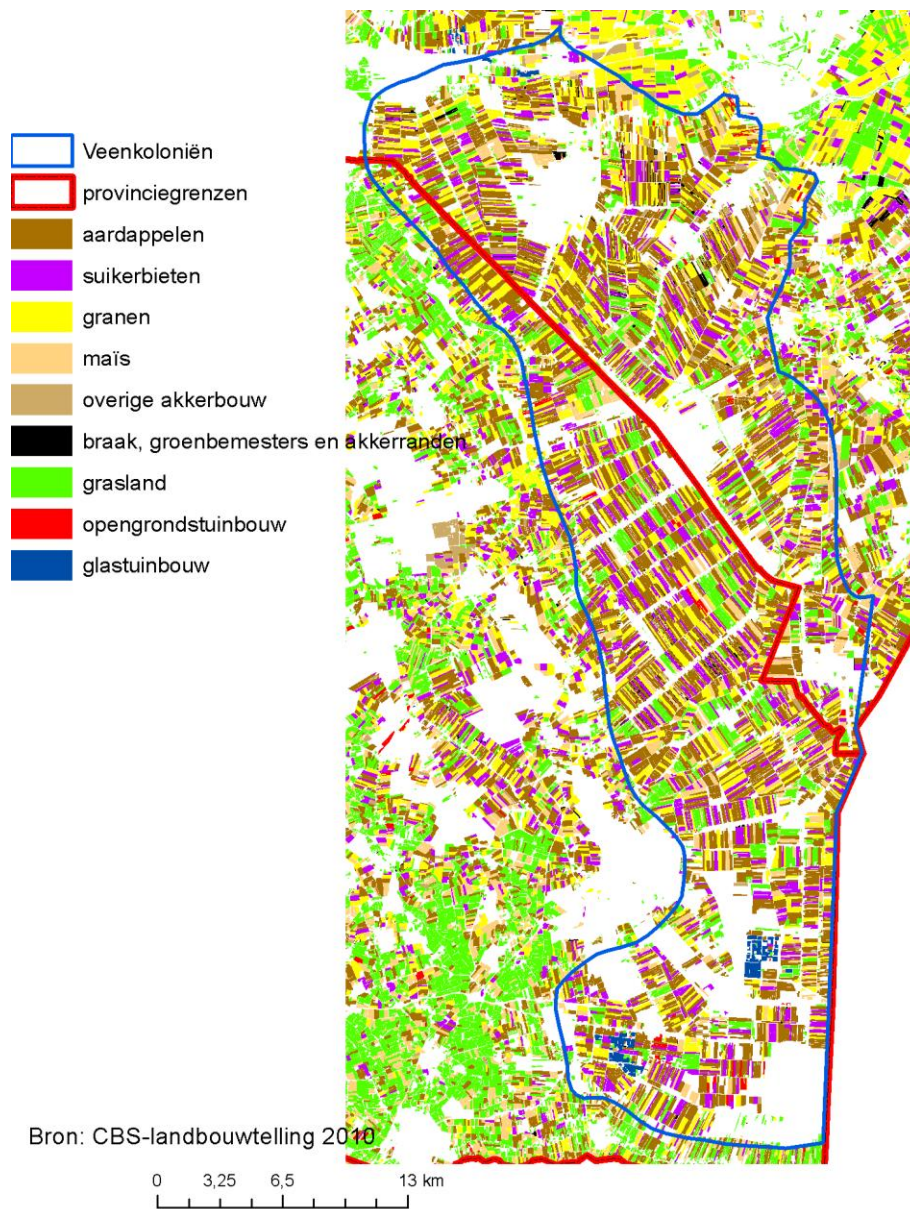 Veenkoloniën
provinciegrenzen
aardappelen
suikerbieten
granen
maïs
overige akkerbouw
braak, groenbemesters en akkerranden
grasland
opengrondstuinbouw
glastuinbouw
Bron: CBS-landbouwtelling 2010
0 3,25 6,5 13 km